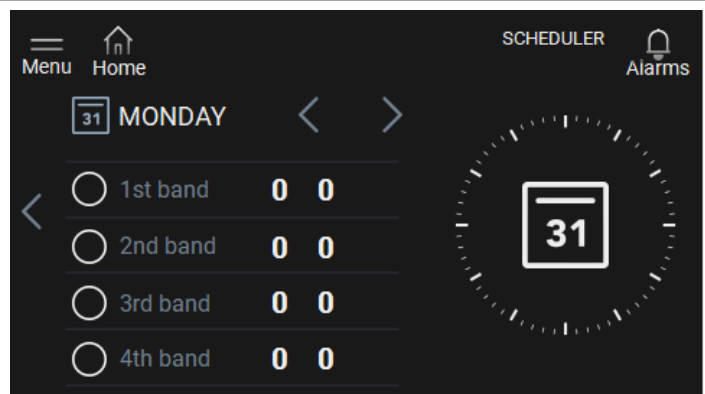 SCHEDULER
Menu Home
Alarms
31 MONDAY
1st band 0 0
2nd band 0 0
3rd band 0 0
4th band 0 0
31